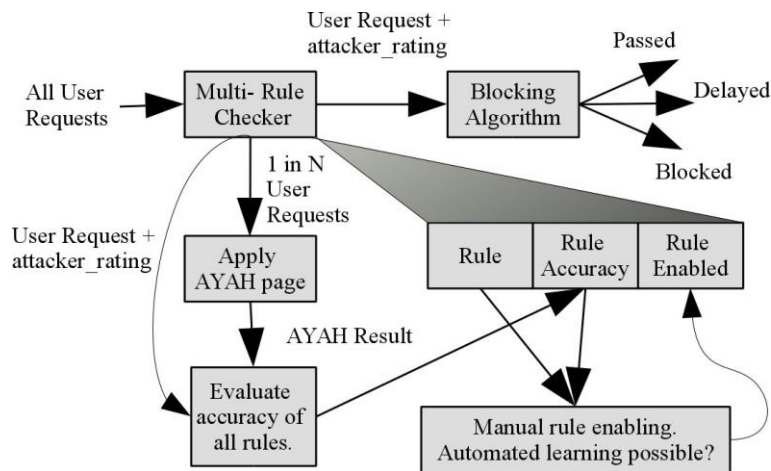 User Request +
attacker_rating
Passed
All User
Requests
Multi- Rule
Checker
Blocking
Algorithm
Delayed
Blocked
1 in N
User
Requests
User Request +
attacker_rating
Apply
AYAH page
Rule
Rule
Accuracy
Rule
Enabled
AYAH Result
Evaluate
accuracy of
all rules.
Manual rule enabling.
Automated learning possible?